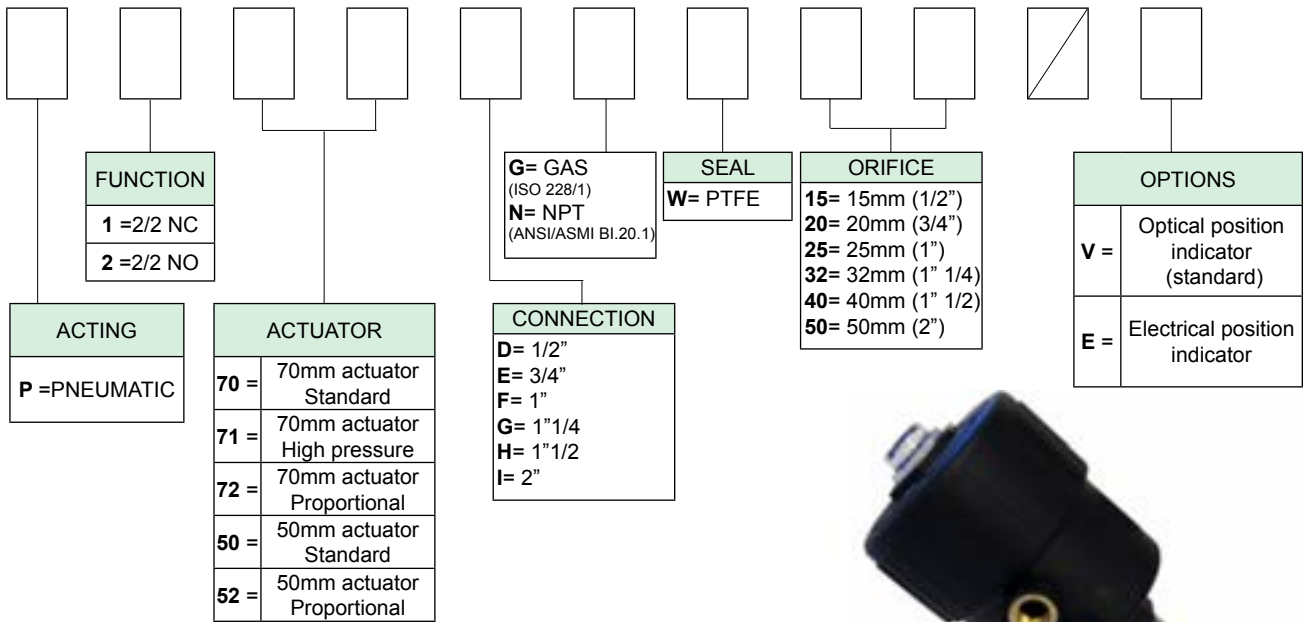 FUNCTION
1 =2/2 NC
2 =2/2 NO
G= GAS
(ISO 228/1)
N= NPT
(ANSI/ASMI BI.20.1)
SEAL
W= PTFE
ORIFICE
15= 15mm (1/2”)
20= 20mm (3/4”)
25= 25mm (1”)
32= 32mm (1” 1/4)
40= 40mm (1” 1/2)
50= 50mm (2”)
OPTIONS
V =
Optical position
indicator
(standard)
E =
Electrical position
indicator
ACTING
P =PNEUMATIC
ACTUATOR
70 =
70mm actuator
Standard
71 =
70mm actuator
High pressure
72 =
70mm actuator
Proportional
50 =
50mm actuator
Standard
52 =
50mm actuator
Proportional
CONNECTION
D= 1/2”
E= 3/4”
F= 1”
G= 1”1/4
H= 1”1/2
I= 2”